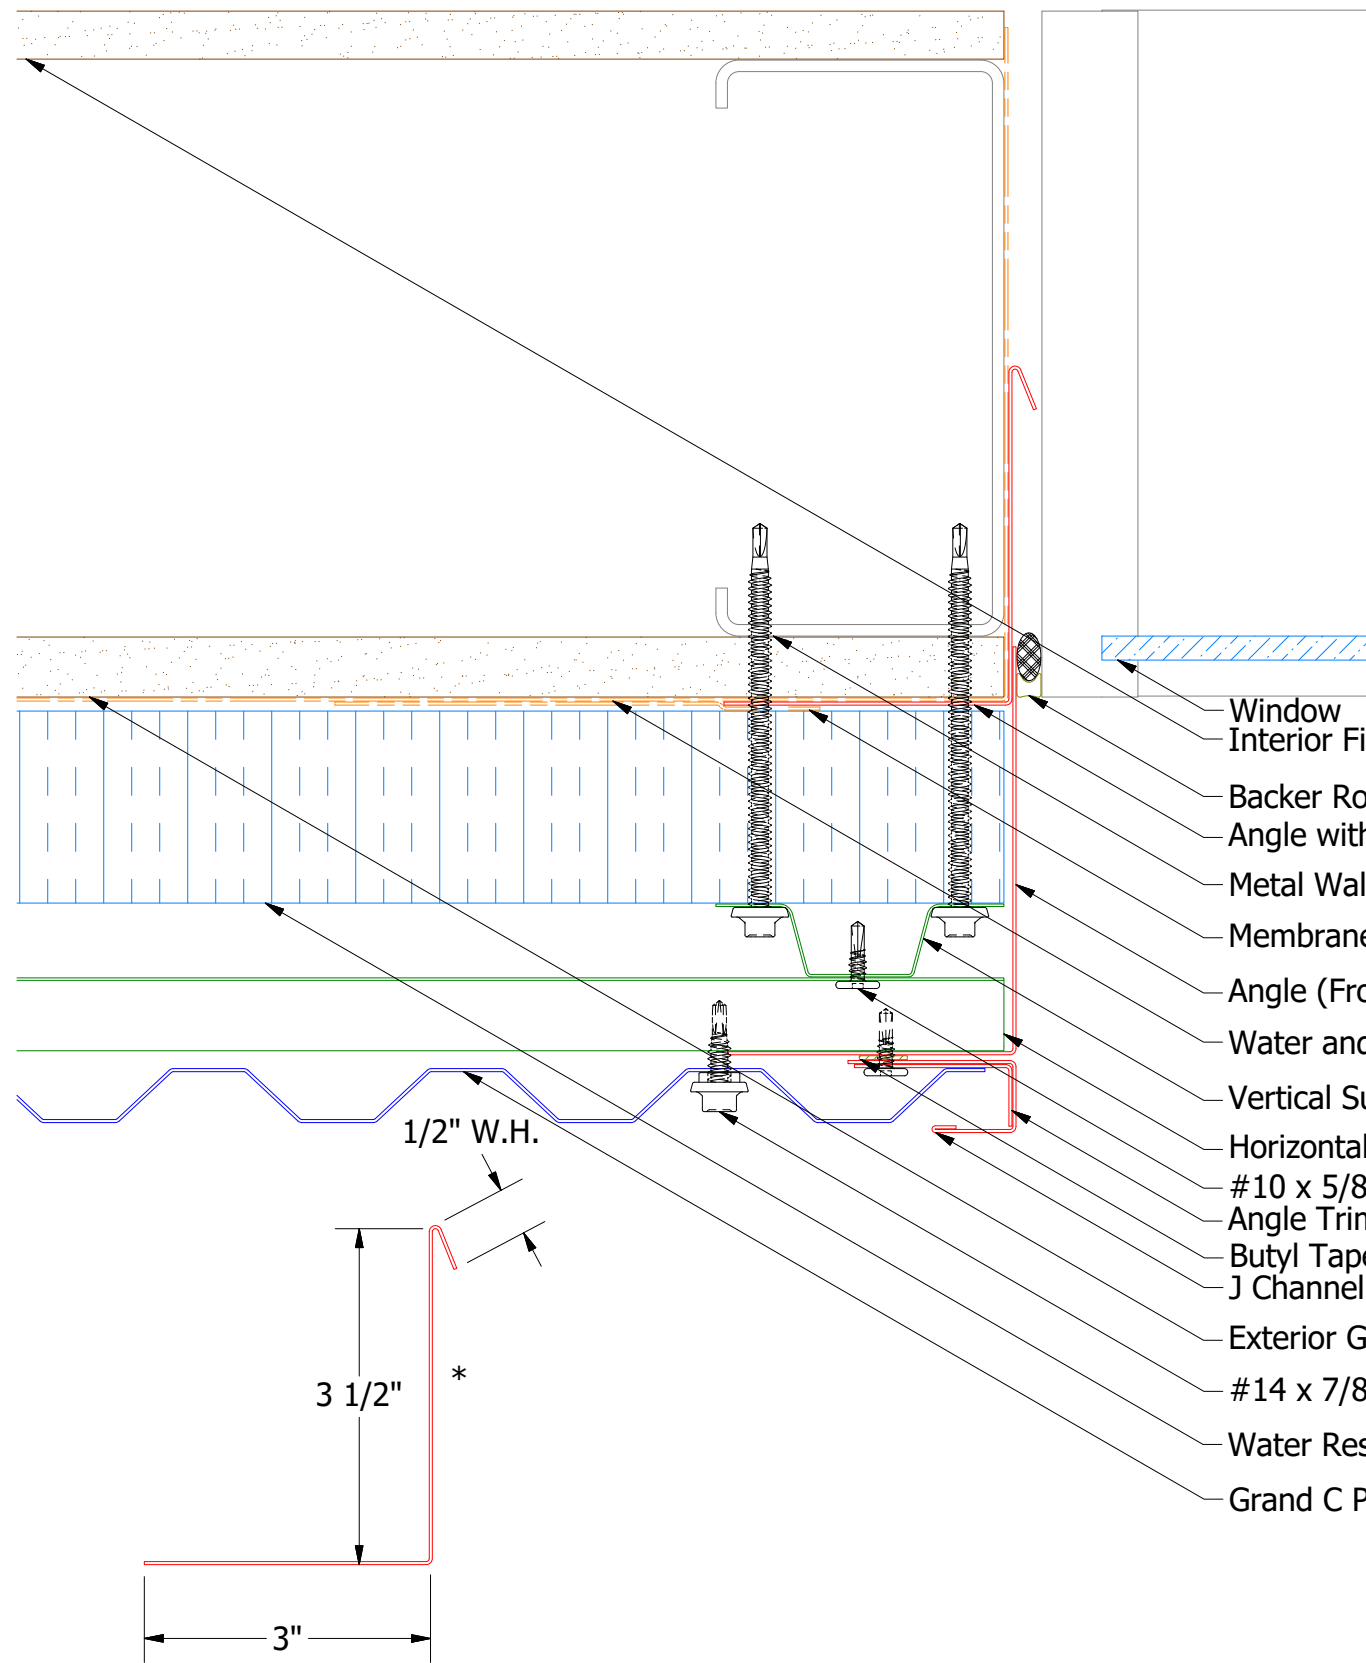 Window
Interior Fi
Backer Ro
Angle with
Metal Wal
Membrane
Angle (Fro
Water and
Vertical Su
Horizontal
#10 x 5/8
Angle Trim
Butyl Tape
J Channel
Exterior G
#14 x 7/8
Water Res
Grand C P
1/2" W.H.
3 1/2"
*
3"